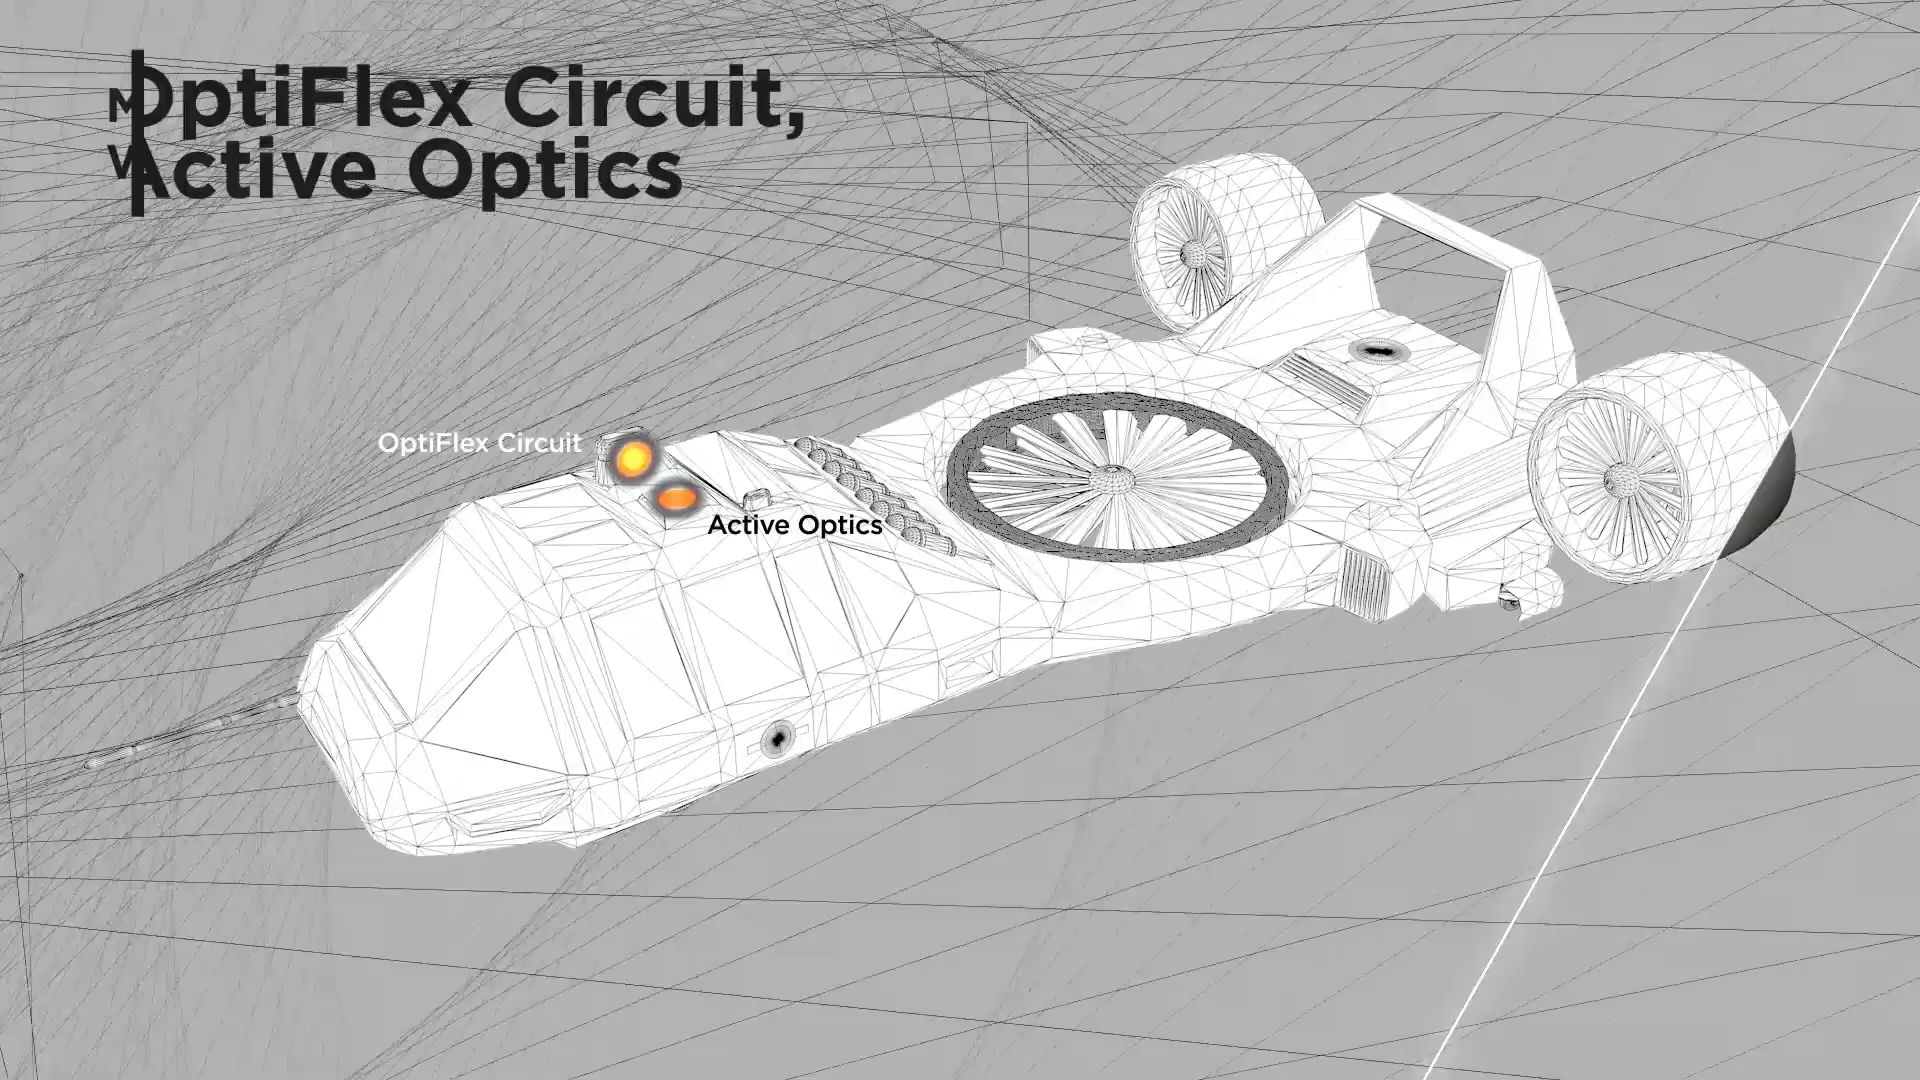 OptiFlex Circuit,
Active Optics
OptiFlex Circuit
Active Optics